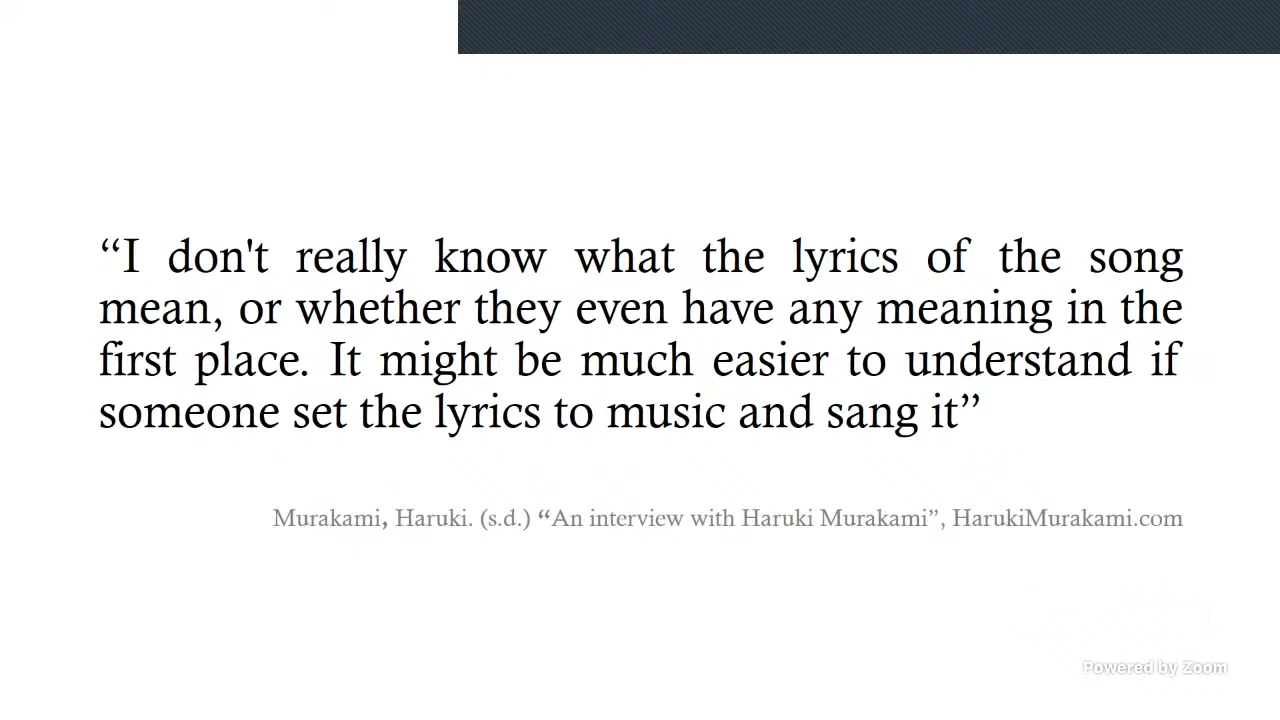 “I don't really know what the lyrics of the song
mean, or whether they even have any meaning in the
first place. It might be much easier to understand if
someone set the lyrics to music and sang it”
Murakami, Haruki. (s.d.) “An interview with Haruki Murakami”, HarukiMurakami.com
Powered by Zoom